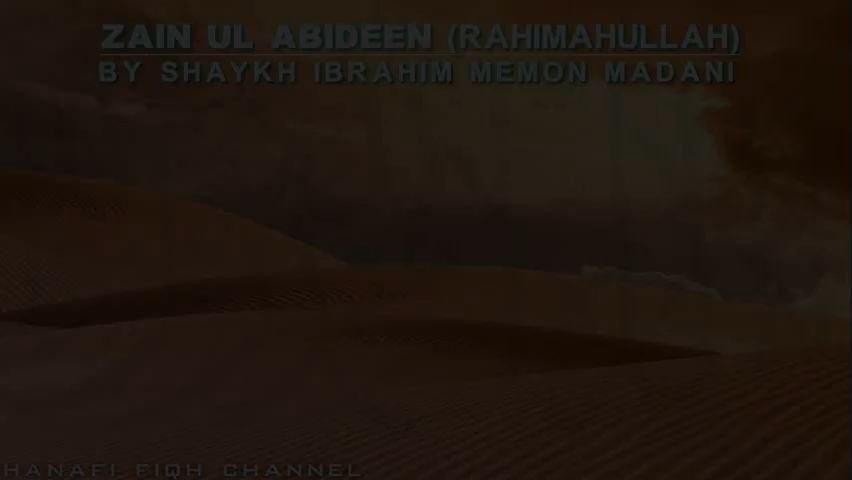 ZAIN UL ABIDEEN (RAHIMAHULLAH)
BY SHAYKH IBRAHIM MEMON MADANI
HANAFI FIQH CHANNEL